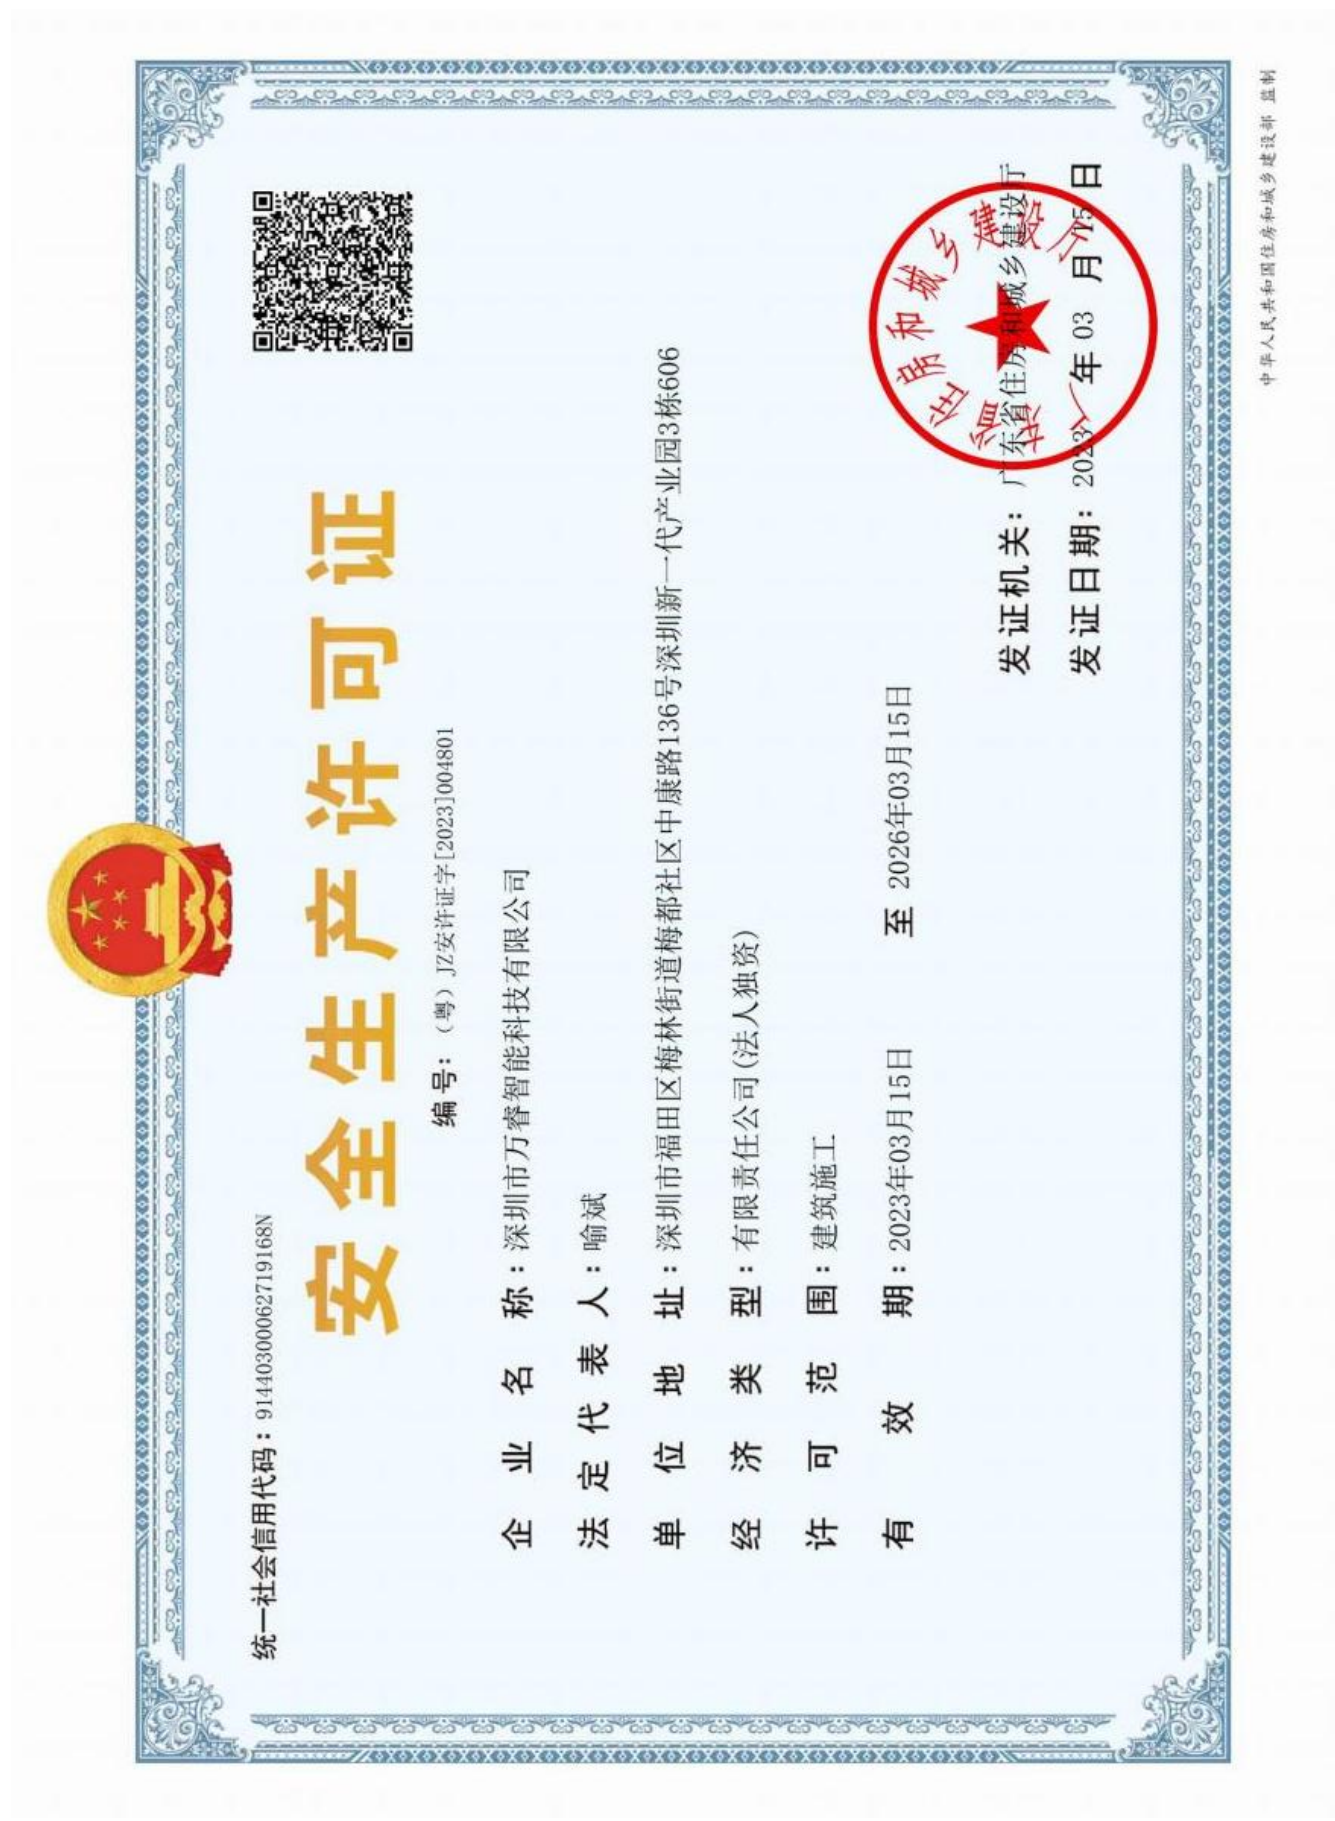 统一社会信用代码：91440300062719168N
安全生产许可证
编号：（粤）JZ安许证字[2023]004801
企业名称：深圳市万睿智能科技有限公司
法定代表人：喻斌
单位地址：深圳市福田区梅林街道梅都社区中康路136号深圳新一代产业园3栋606
经济类型：有限责任公司(法人独资)
许可范围：建筑施工
有效期：2023年03月15日 至 2026年03月15日
发证机关：广东省住房和城乡建设厅
发证日期：2023年03月15日
广东省住房和城乡建设厅
中华人民共和国住房和城乡建设部 监制